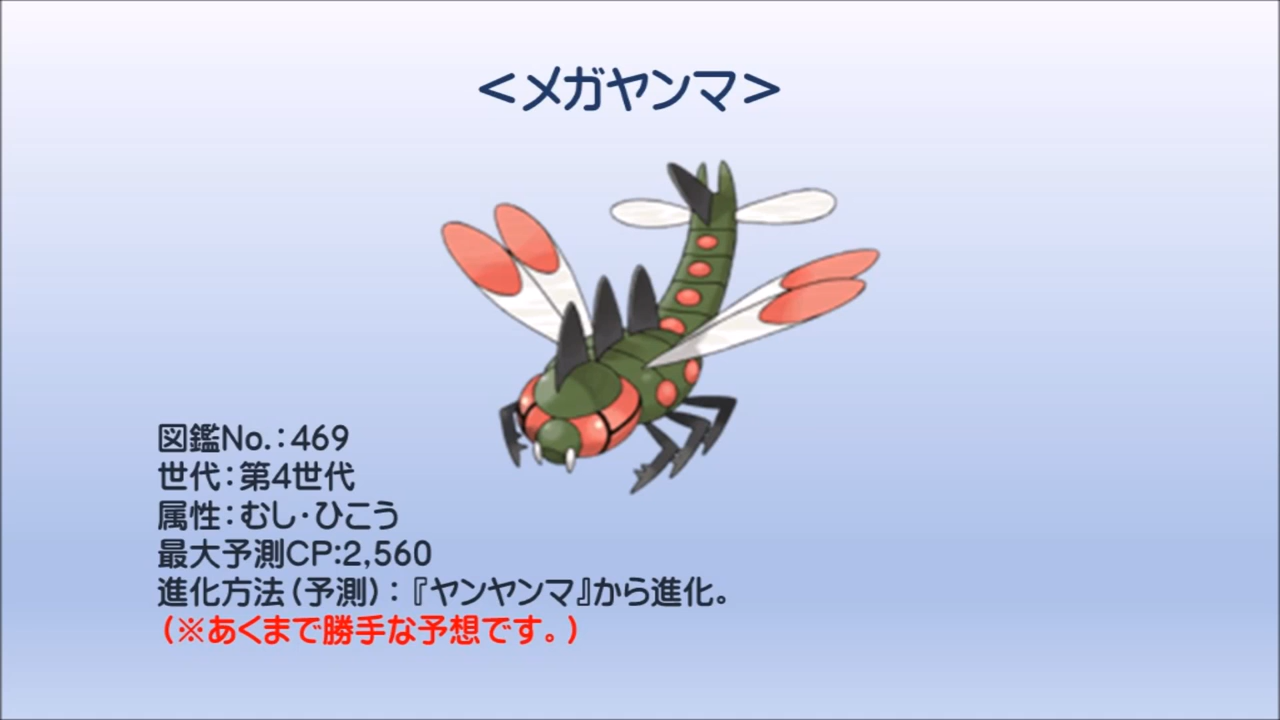 ＜メガヤンマ＞
図鑑No.：469
世代：第4世代
属性：むし・ひこう
最大予測CP:2,560
進化方法（予測）：『ヤンヤンマ』から進化。
（※あくまで勝手な予想です。）